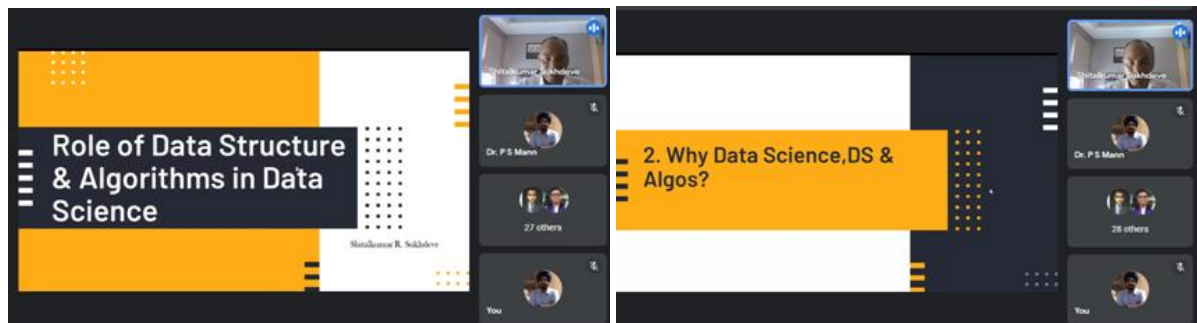 Role of Data Structure
& Algorithms in Data
Science
Shitalkumar R. Sukhdeve
Shitalkumar Sukhdeve
Dr. P S Mann
27 others
You
2. Why Data Science,DS &
Algos?
Shitalkumar Sukhdeve
Dr. P S Mann
28 others
You